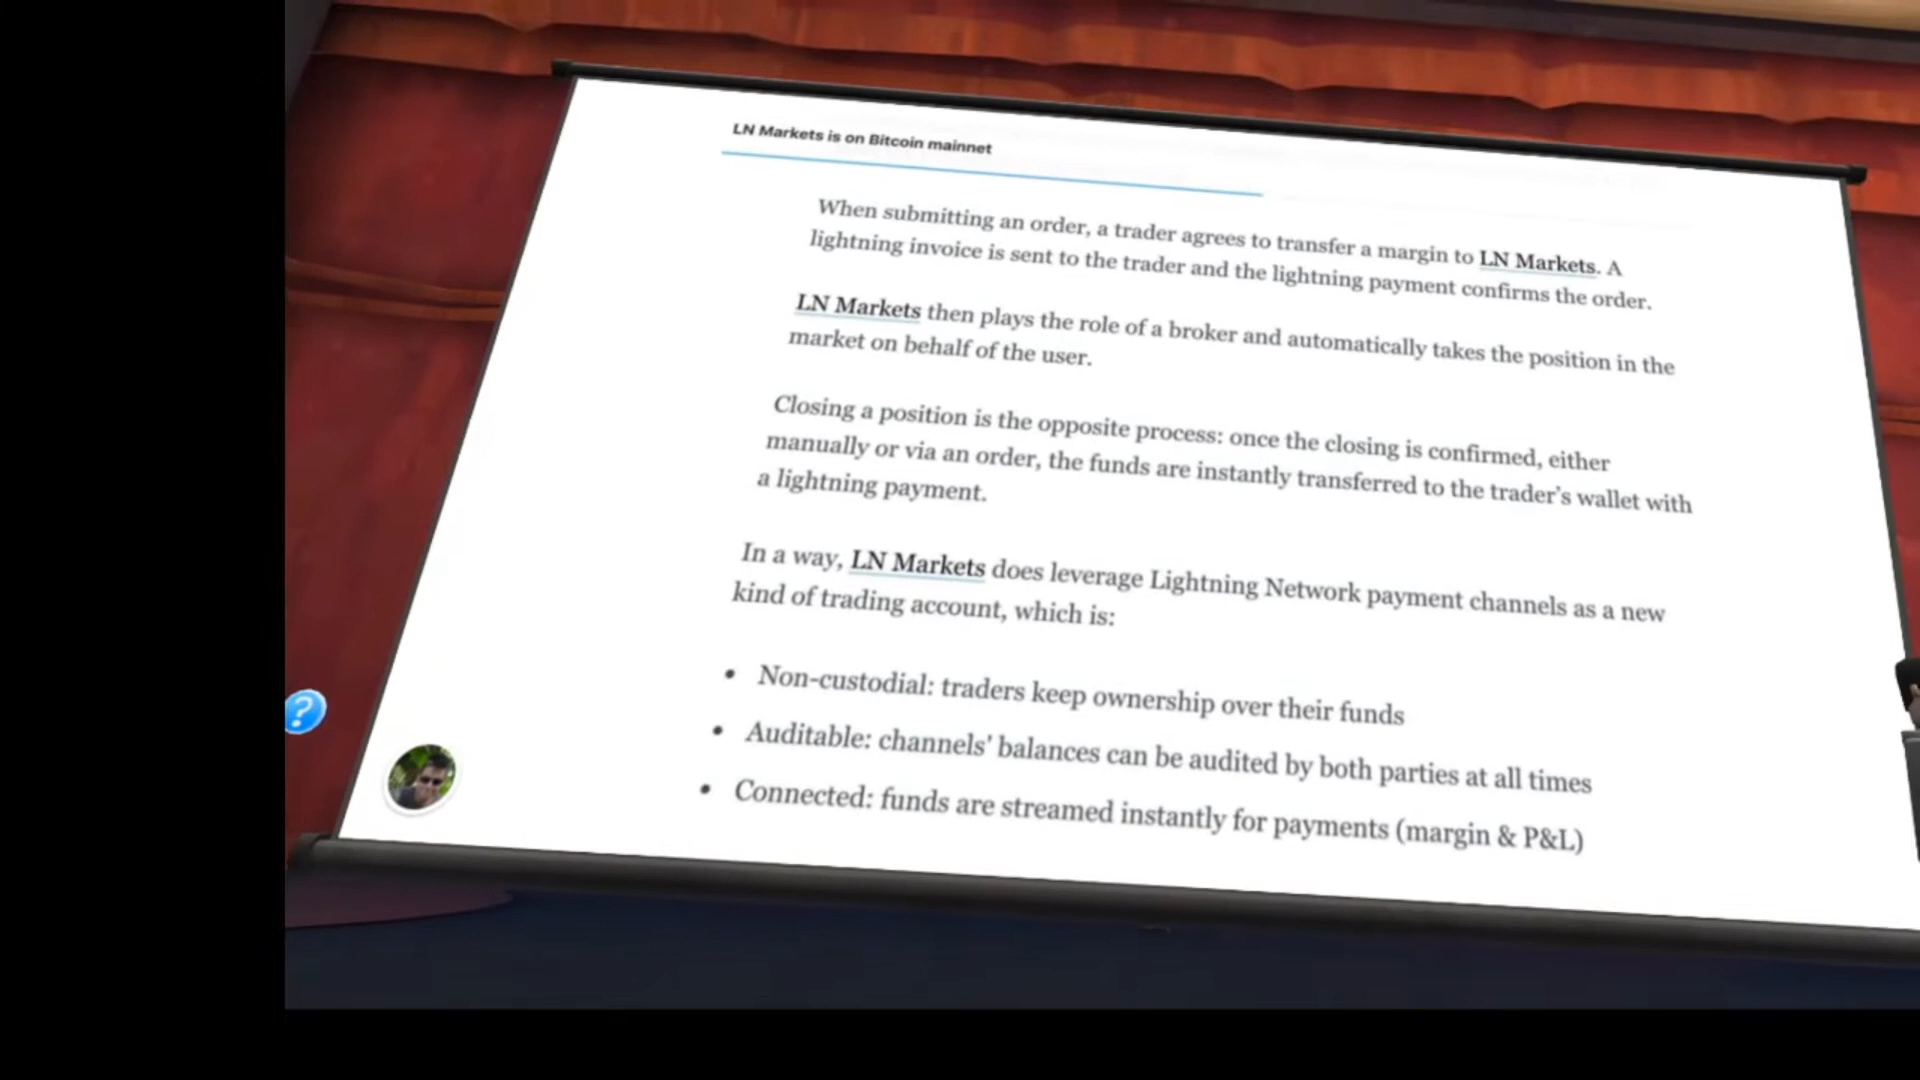 LN Markets is on Bitcoin mainnet
When submitting an order, a trader agrees to transfer a margin to LN Markets. A
lightning invoice is sent to the trader and the lightning payment confirms the order.
LN Markets then plays the role of a broker and automatically takes the position in the
market on behalf of the user.
Closing a position is the opposite process: once the closing is confirmed, either
manually or via an order, the funds are instantly transferred to the trader’s wallet with
a lightning payment.
In a way, LN Markets does leverage Lightning Network payment channels as a new
kind of trading account, which is:
• Non-custodial: traders keep ownership over their funds
• Auditable: channels’ balances can be audited by both parties at all times
• Connected: funds are streamed instantly for payments (margin & P&L)
?